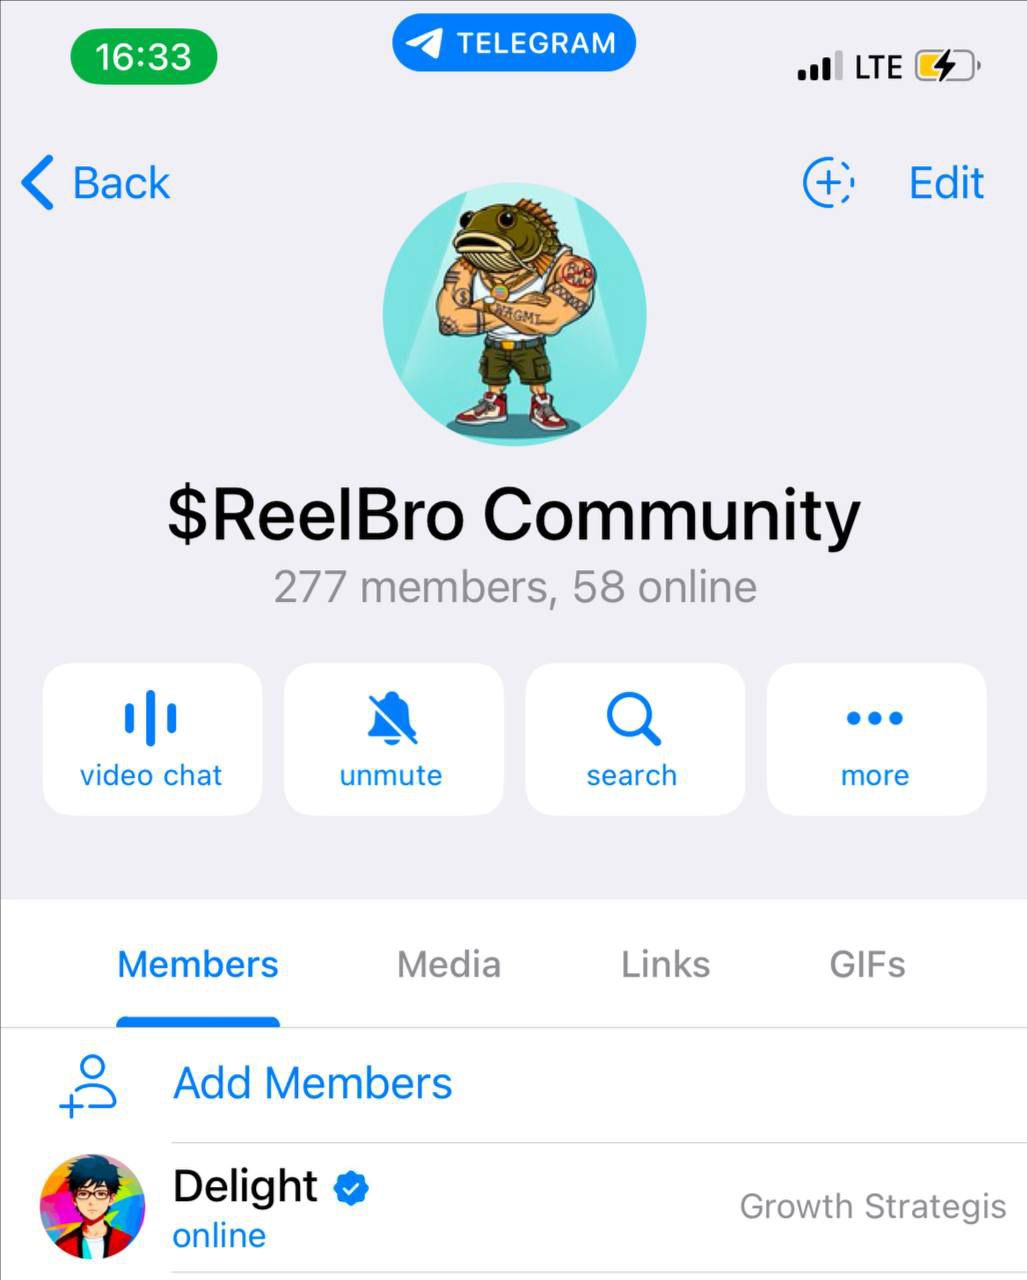 16:33
TELEGRAM
LTE
Back
Edit
$
WAGMI
$ReelBro Community
277 members, 58 online
video chat
unmute
search
more
Members
Media
Links
GIFs
Add Members
Delight
Growth Strategis
online